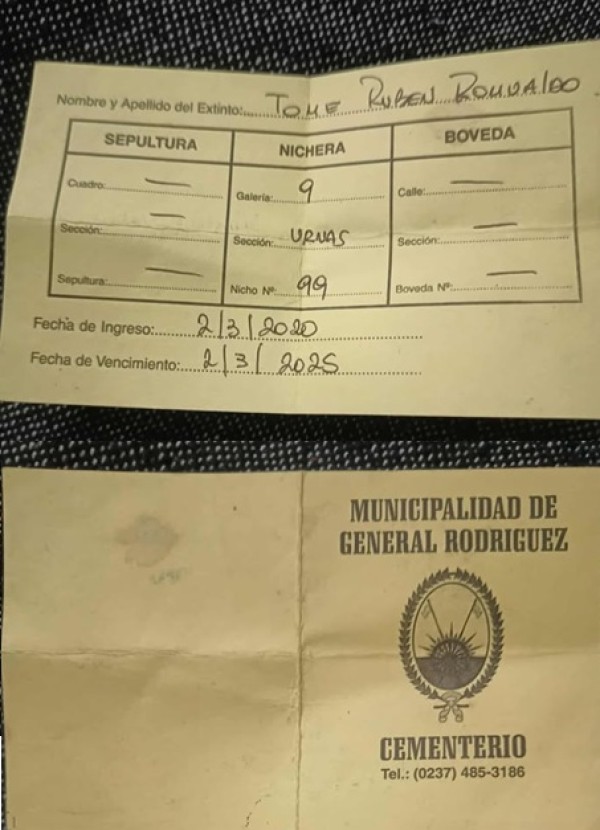 Nombre y Apellido del Extinto: TOME RUBEN ROMUALDO
SEPULTURA NICHERA BOVEDA
Cuadro: — Galería: 9 Calle: —
Sección: — Sección: URNAS Sección: —
Sepultura: — Nicho Nº: 99 Boveda Nº: —
Fecha de Ingreso: 2/3/2020
Fecha de Vencimiento: 2/3/2025
MUNICIPALIDAD DE
GENERAL RODRIGUEZ
CEMENTERIO
Tel.: (0237) 485-3186